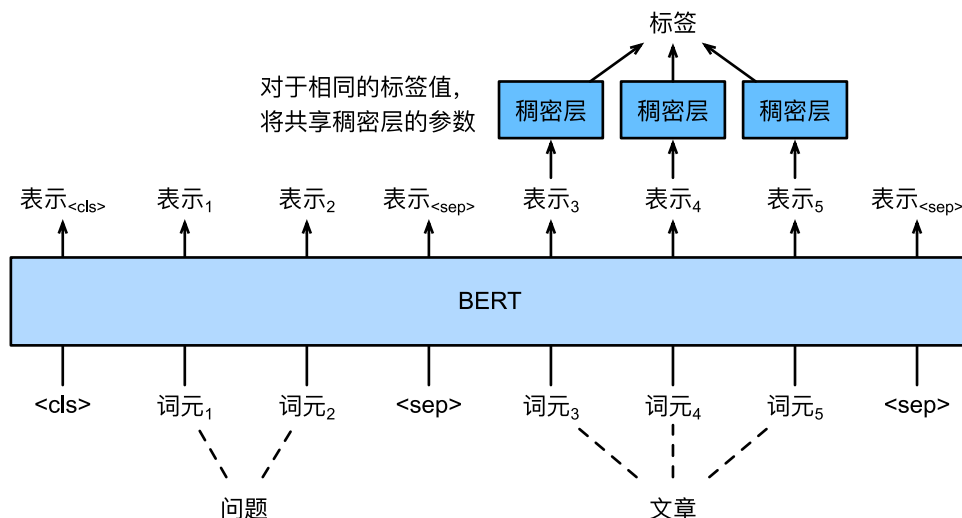 标签
对于相同的标签值，
将共享稠密层的参数
稠密层 稠密层 稠密层
表示<cls> 表示1 表示2 表示<sep> 表示3 表示4 表示5 表示<sep>
BERT
<cls> 词元1 词元2 <sep> 词元3 词元4 词元5 <sep>
问题 文章